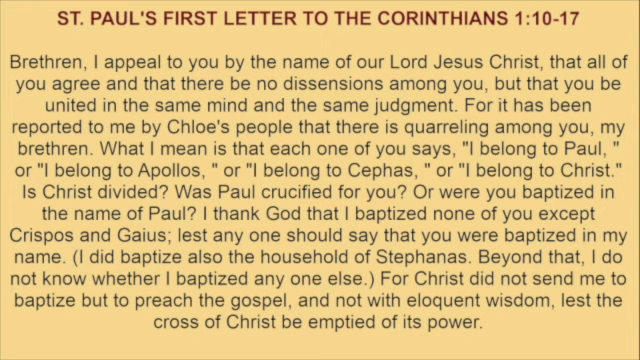 ST. PAUL'S FIRST LETTER TO THE CORINTHIANS 1:10-17
Brethren, I appeal to you by the name of our Lord Jesus Christ, that all of
you agree and that there be no dissensions among you, but that you be
united in the same mind and the same judgment. For it has been
reported to me by Chloe's people that there is quarreling among you, my
brethren. What I mean is that each one of you says, "I belong to Paul, "
or "I belong to Apollos, " or "I belong to Cephas, " or "I belong to Christ."
Is Christ divided? Was Paul crucified for you? Or were you baptized in
the name of Paul? I thank God that I baptized none of you except
Crispos and Gaius; lest any one should say that you were baptized in my
name. (I did baptize also the household of Stephanas. Beyond that, I do
not know whether I baptized any one else.) For Christ did not send me to
baptize but to preach the gospel, and not with eloquent wisdom, lest the
cross of Christ be emptied of its power.